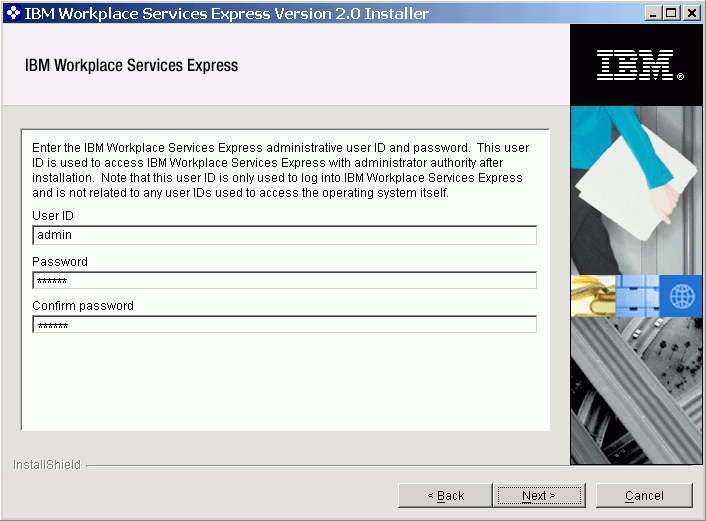 IBM Workplace Services Express Version 2.0 Installer
IBM Workplace Services Express
IBM®
Enter the IBM Workplace Services Express administrative user ID and password. This user
ID is used to access IBM Workplace Services Express with administrator authority after
installation. Note that this user ID is only used to log into IBM Workplace Services Express
and is not related to any user IDs used to access the operating system itself.
User ID
admin
Password
******
Confirm password
******
InstallShield
< Back
Next >
Cancel